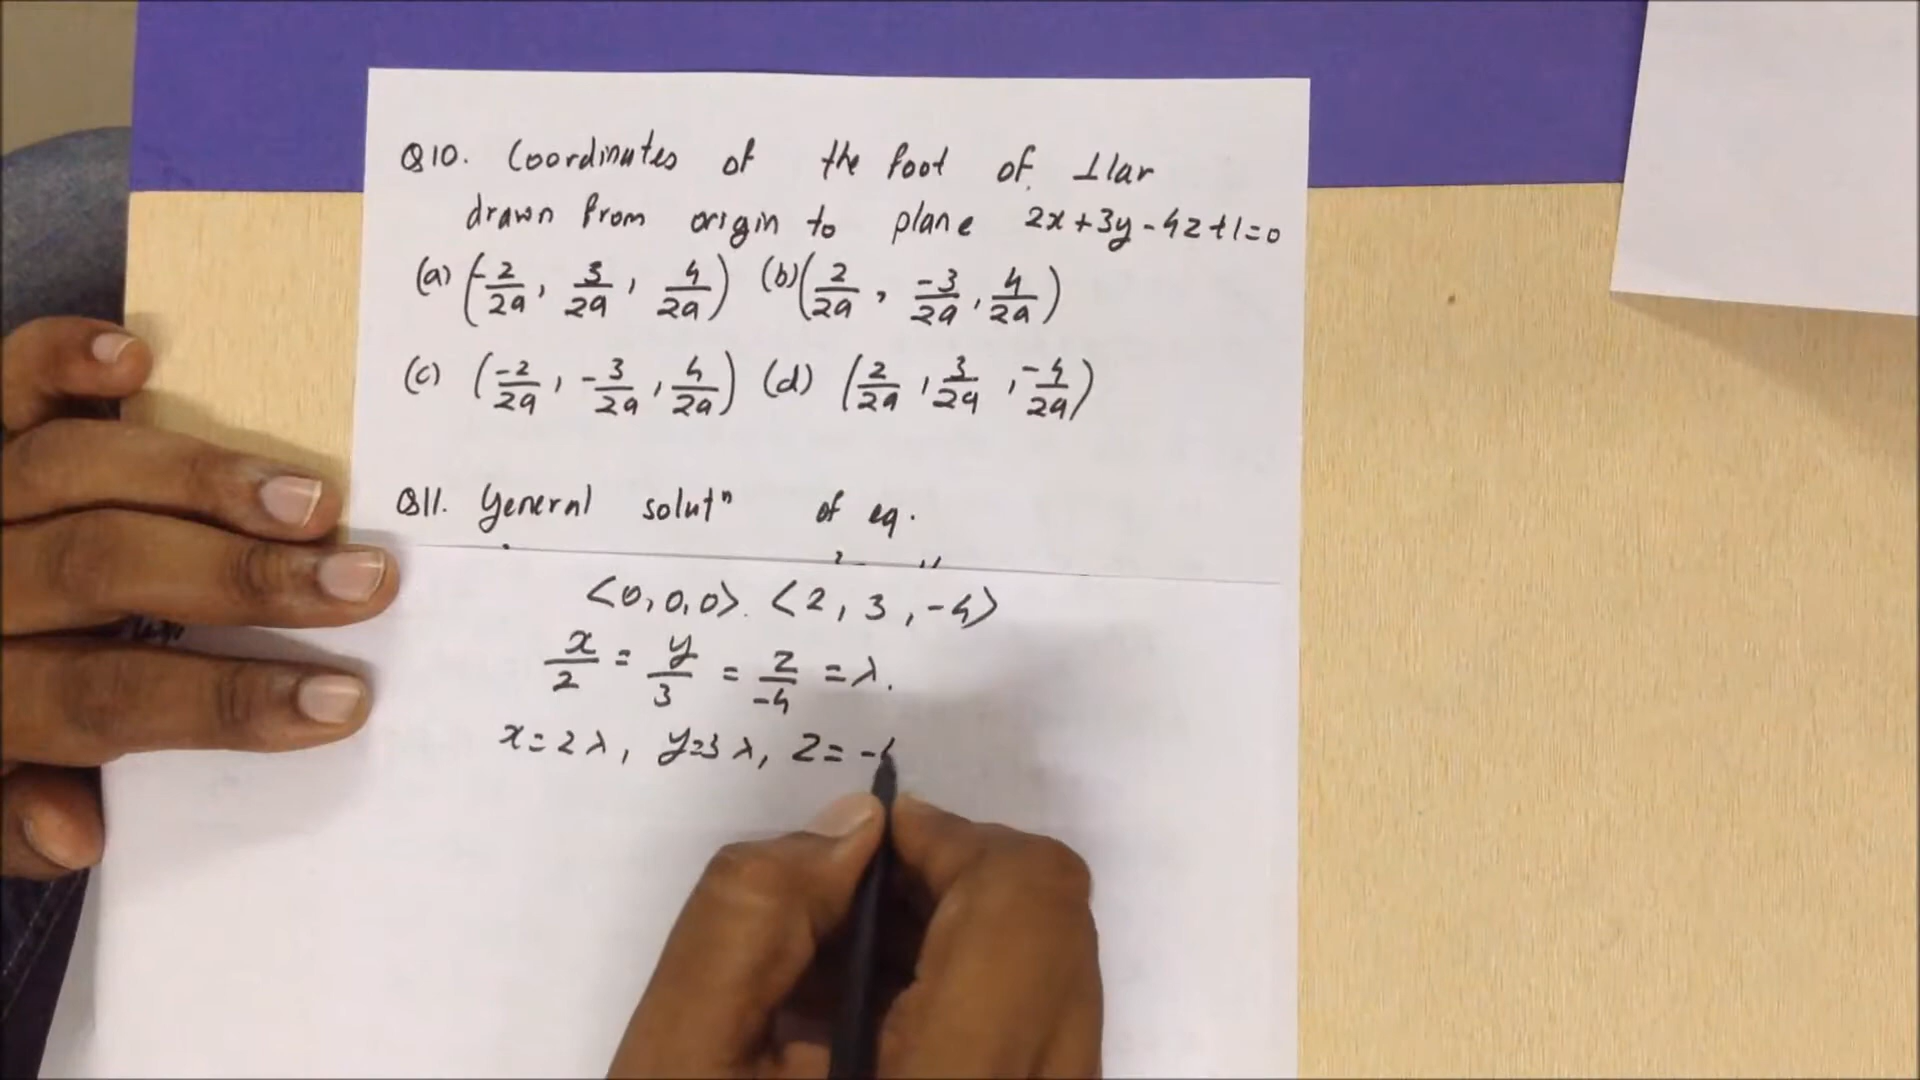 Q10. Coordinates of the foot of ⊥lar
drawn from origin to plane 2x+3y-4z+1=0
(a) (-2/29, 3/29, 4/29) (b) (2/29, -3/29, 4/29)
(c) (-2/29, -3/29, 4/29) (d) (2/29, 3/29, -4/29)
Q11. General solutⁿ of eq.
<0,0,0>. <2, 3, -4>
x/2 = y/3 = z/-4 = λ.
x=2λ, y=3λ, z= -